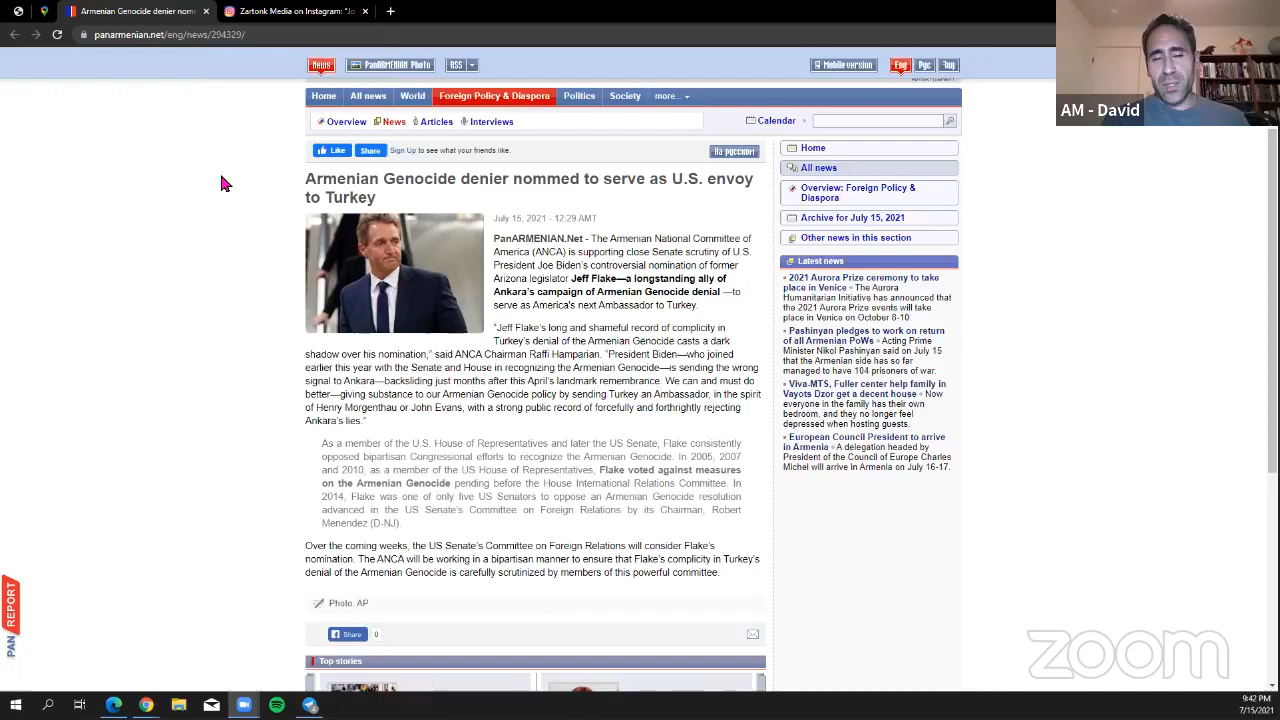 Armenian Genocide denier nomm
Zartonk Media on Instagram: "Jo
panarmenian.net/eng/news/294329/
AM - David
News
PanARMENIAN Photo
RSS
Mobile version
Eng
Рус
Հայ
ADVERTISEMENT
Home
All news
World
Foreign Policy & Diaspora
Politics
Society
more...
Overview
News
Articles
Interviews
Calendar
Like
Share
Sign Up to see what your friends like.
На русском
Armenian Genocide denier nommed to serve as U.S. envoy
to Turkey
July 15, 2021 - 12:29 AMT
PanARMENIAN.Net - The Armenian National Committee of
America (ANCA) is supporting close Senate scrutiny of U.S.
President Joe Biden's controversial nomination of former
Arizona legislator Jeff Flake—a longstanding ally of
Ankara's campaign of Armenian Genocide denial —to
serve as America's next Ambassador to Turkey.
“Jeff Flake's long and shameful record of complicity in
Turkey's denial of the Armenian Genocide casts a dark
shadow over his nomination,” said ANCA Chairman Raffi Hamparian. “President Biden—who joined
earlier this year with the Senate and House in recognizing the Armenian Genocide—is sending the wrong
signal to Ankara—backsliding just months after this April's landmark remembrance. We can and must do
better—giving substance to our Armenian Genocide policy by sending Turkey an Ambassador, in the spirit
of Henry Morgenthau or John Evans, with a strong public record of forcefully and forthrightly rejecting
Ankara's lies.”
As a member of the U.S. House of Representatives and later the US Senate, Flake consistently
opposed bipartisan Congressional efforts to recognize the Armenian Genocide. In 2005, 2007
and 2010, as a member of the US House of Representatives, Flake voted against measures
on the Armenian Genocide pending before the House International Relations Committee. In
2014, Flake was one of only five US Senators to oppose an Armenian Genocide resolution
advanced in the US Senate's Committee on Foreign Relations by its Chairman, Robert
Menendez (D-NJ).
Over the coming weeks, the US Senate's Committee on Foreign Relations will consider Flake's
nomination. The ANCA will be working in a bipartisan manner to ensure that Flake's complicity in Turkey's
denial of the Armenian Genocide is carefully scrutinized by members of this powerful committee.
Photo. AP
Share
0
Top stories
Home
All news
Overview: Foreign Policy &
Diaspora
Archive for July 15, 2021
Other news in this section
Latest news
2021 Aurora Prize ceremony to take
place in Venice The Aurora
Humanitarian Initiative has announced that
the 2021 Aurora Prize events will take
place in Venice on October 8-10.
Pashinyan pledges to work on return
of all Armenian PoWs Acting Prime
Minister Nikol Pashinyan said on July 15
that the Armenian side has so far
managed to have 104 prisoners of war.
Viva-MTS, Fuller center help family in
Vayots Dzor get a decent house Now
everyone in the family has their own
bedroom, and they no longer feel
depressed when hosting guests.
European Council President to arrive
in Armenia A delegation headed by
President of the Council of Europe Charles
Michel will arrive in Armenia on July 16-17.
PAN REPORT
zoom
9:42 PM
7/15/2021